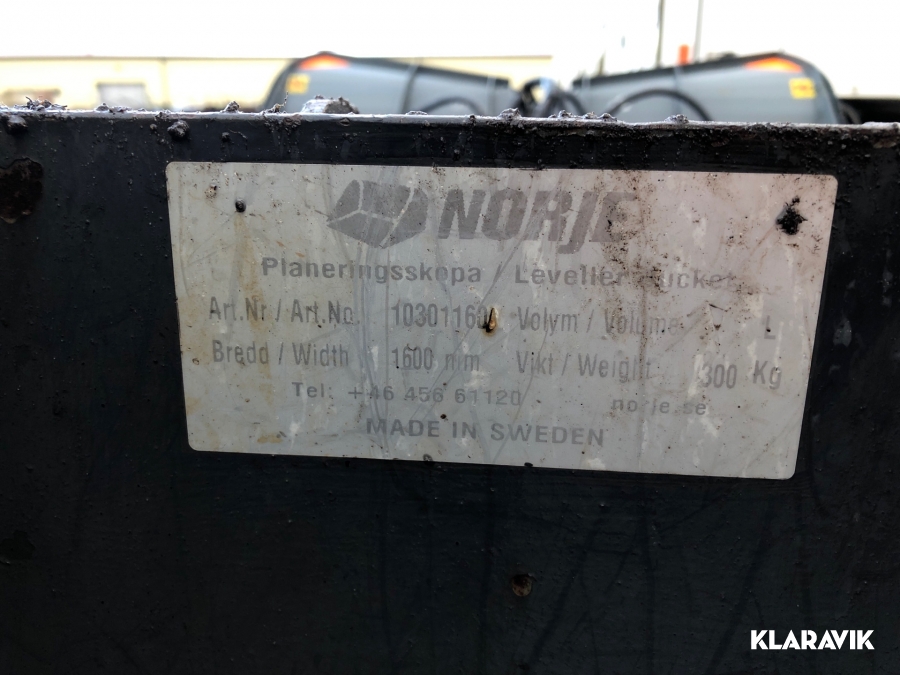 NORJE
Planeringsskopa / Leveller bucket
Art.Nr / Art.No. 10301160 Volym / Volume L
Bredd / Width 1600 mm Vikt / Weight 300 Kg
Tel: +46 456 61120 norje.se
MADE IN SWEDEN
KLARAVIK